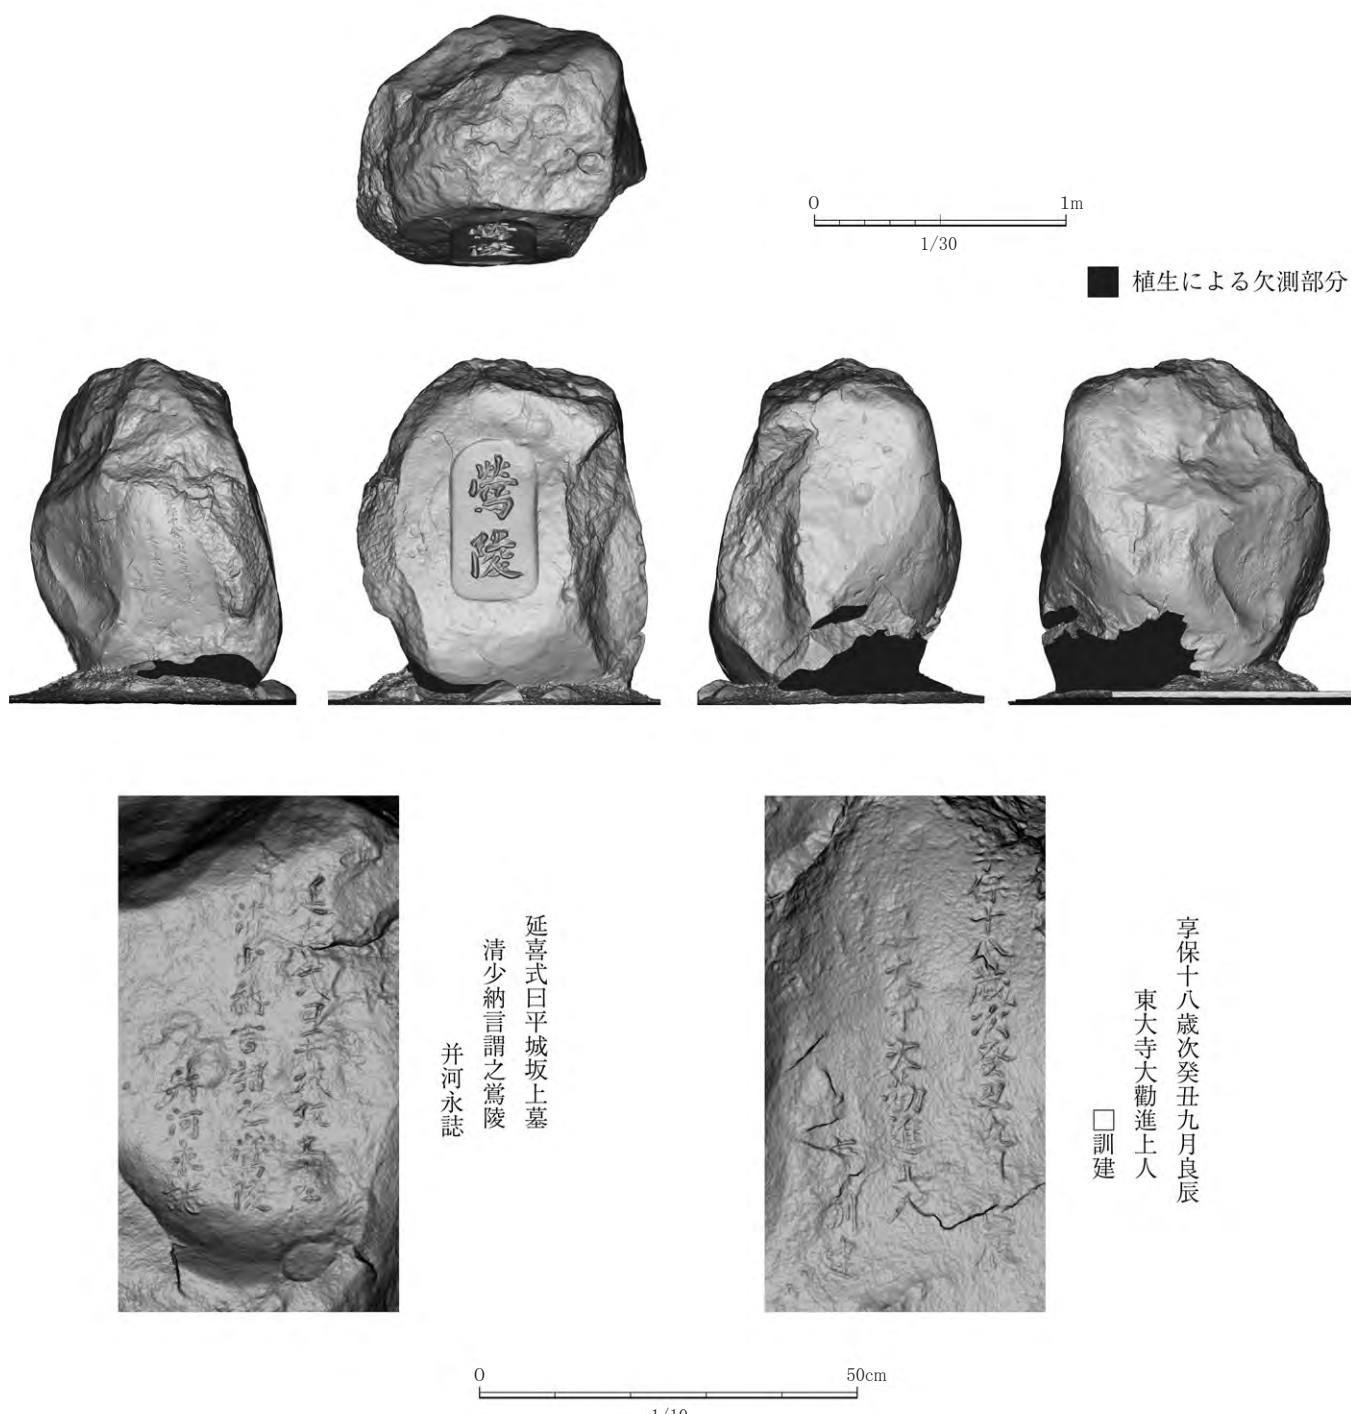 0 1m
1/30
植生による欠測部分
鶯陵
延喜式曰平城坂上墓
清少納言謂之鴬陵
并河永誌
享保十八歳次癸丑九月良辰
東大寺大勸進上人
□訓建
0 50cm
1/10